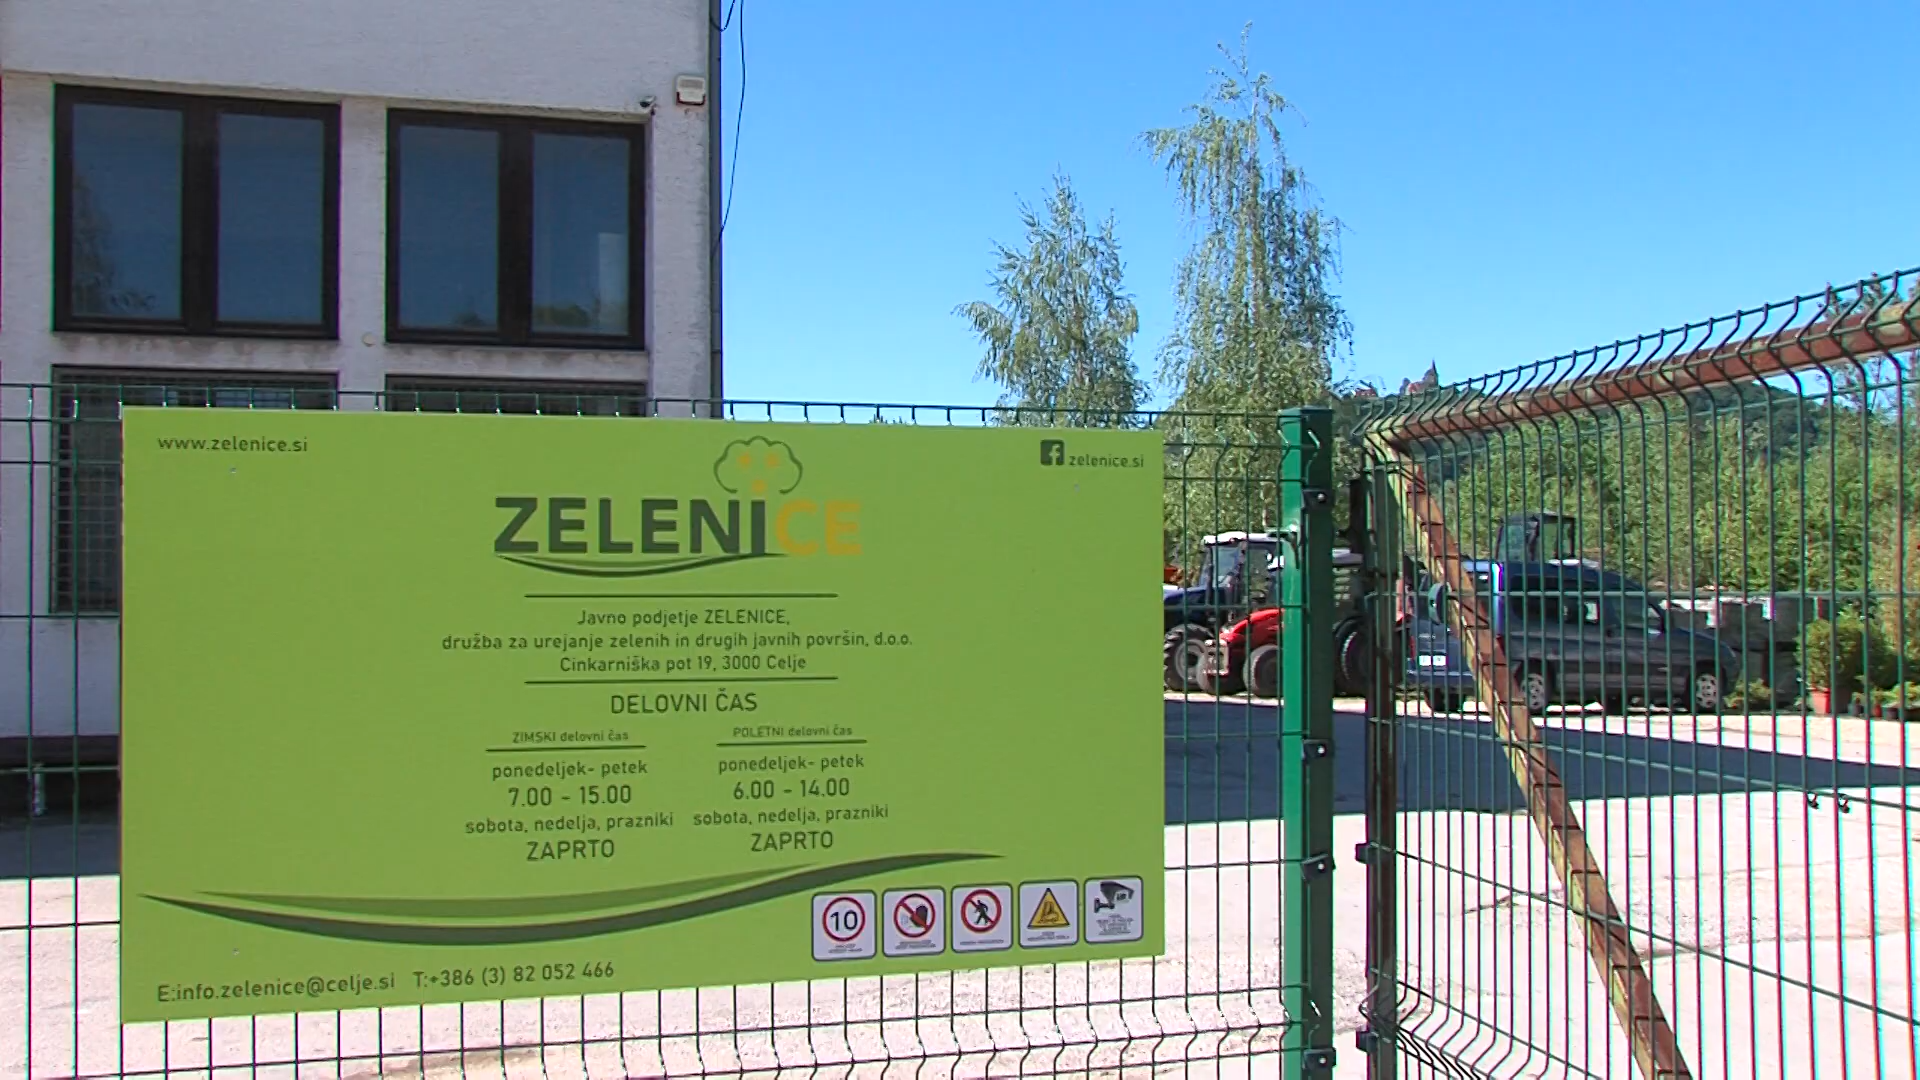 www.zelenice.si
zelenice.si
ZELENiCE
Javno podjetje ZELENICE,
družba za urejanje zelenih in drugih javnih površin, d.o.o.
Cinkarniška pot 19, 3000 Celje
DELOVNI ČAS
ZIMSKI delovni čas
ponedeljek- petek
7.00 - 15.00
sobota, nedelja, prazniki
ZAPRTO
POLETNI delovni čas
ponedeljek- petek
6.00 - 14.00
sobota, nedelja, prazniki
ZAPRTO
10
E:info.zelenice@celje.si T:+386 (3) 82 052 466